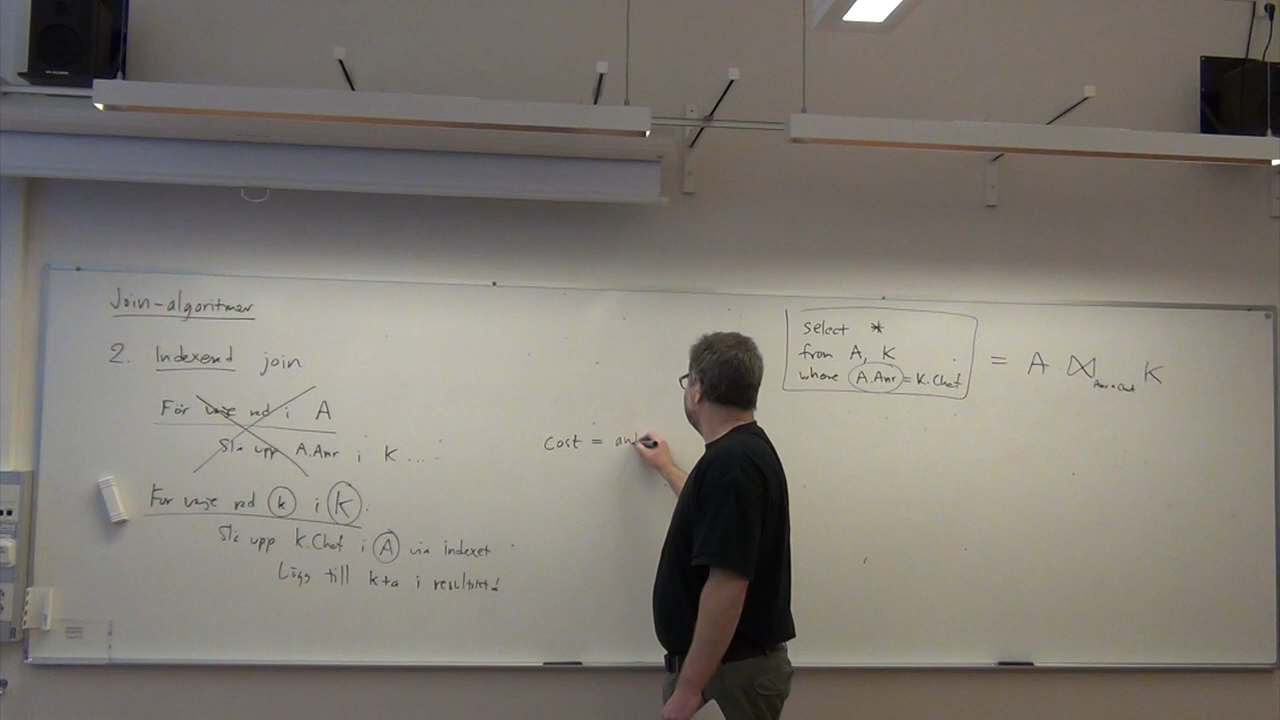 Join-algoritmer
2. Indexerad join
För varje rad i A
Slå upp A.Anr i K ...
För varje rad k i K:
Slå upp k.Chef i A via indexet
Lägg till k+a i resultatet
Cost = ant
select *
from A, K
where A.Anr = K.Chef
= A ⋈ Anr=Chef K